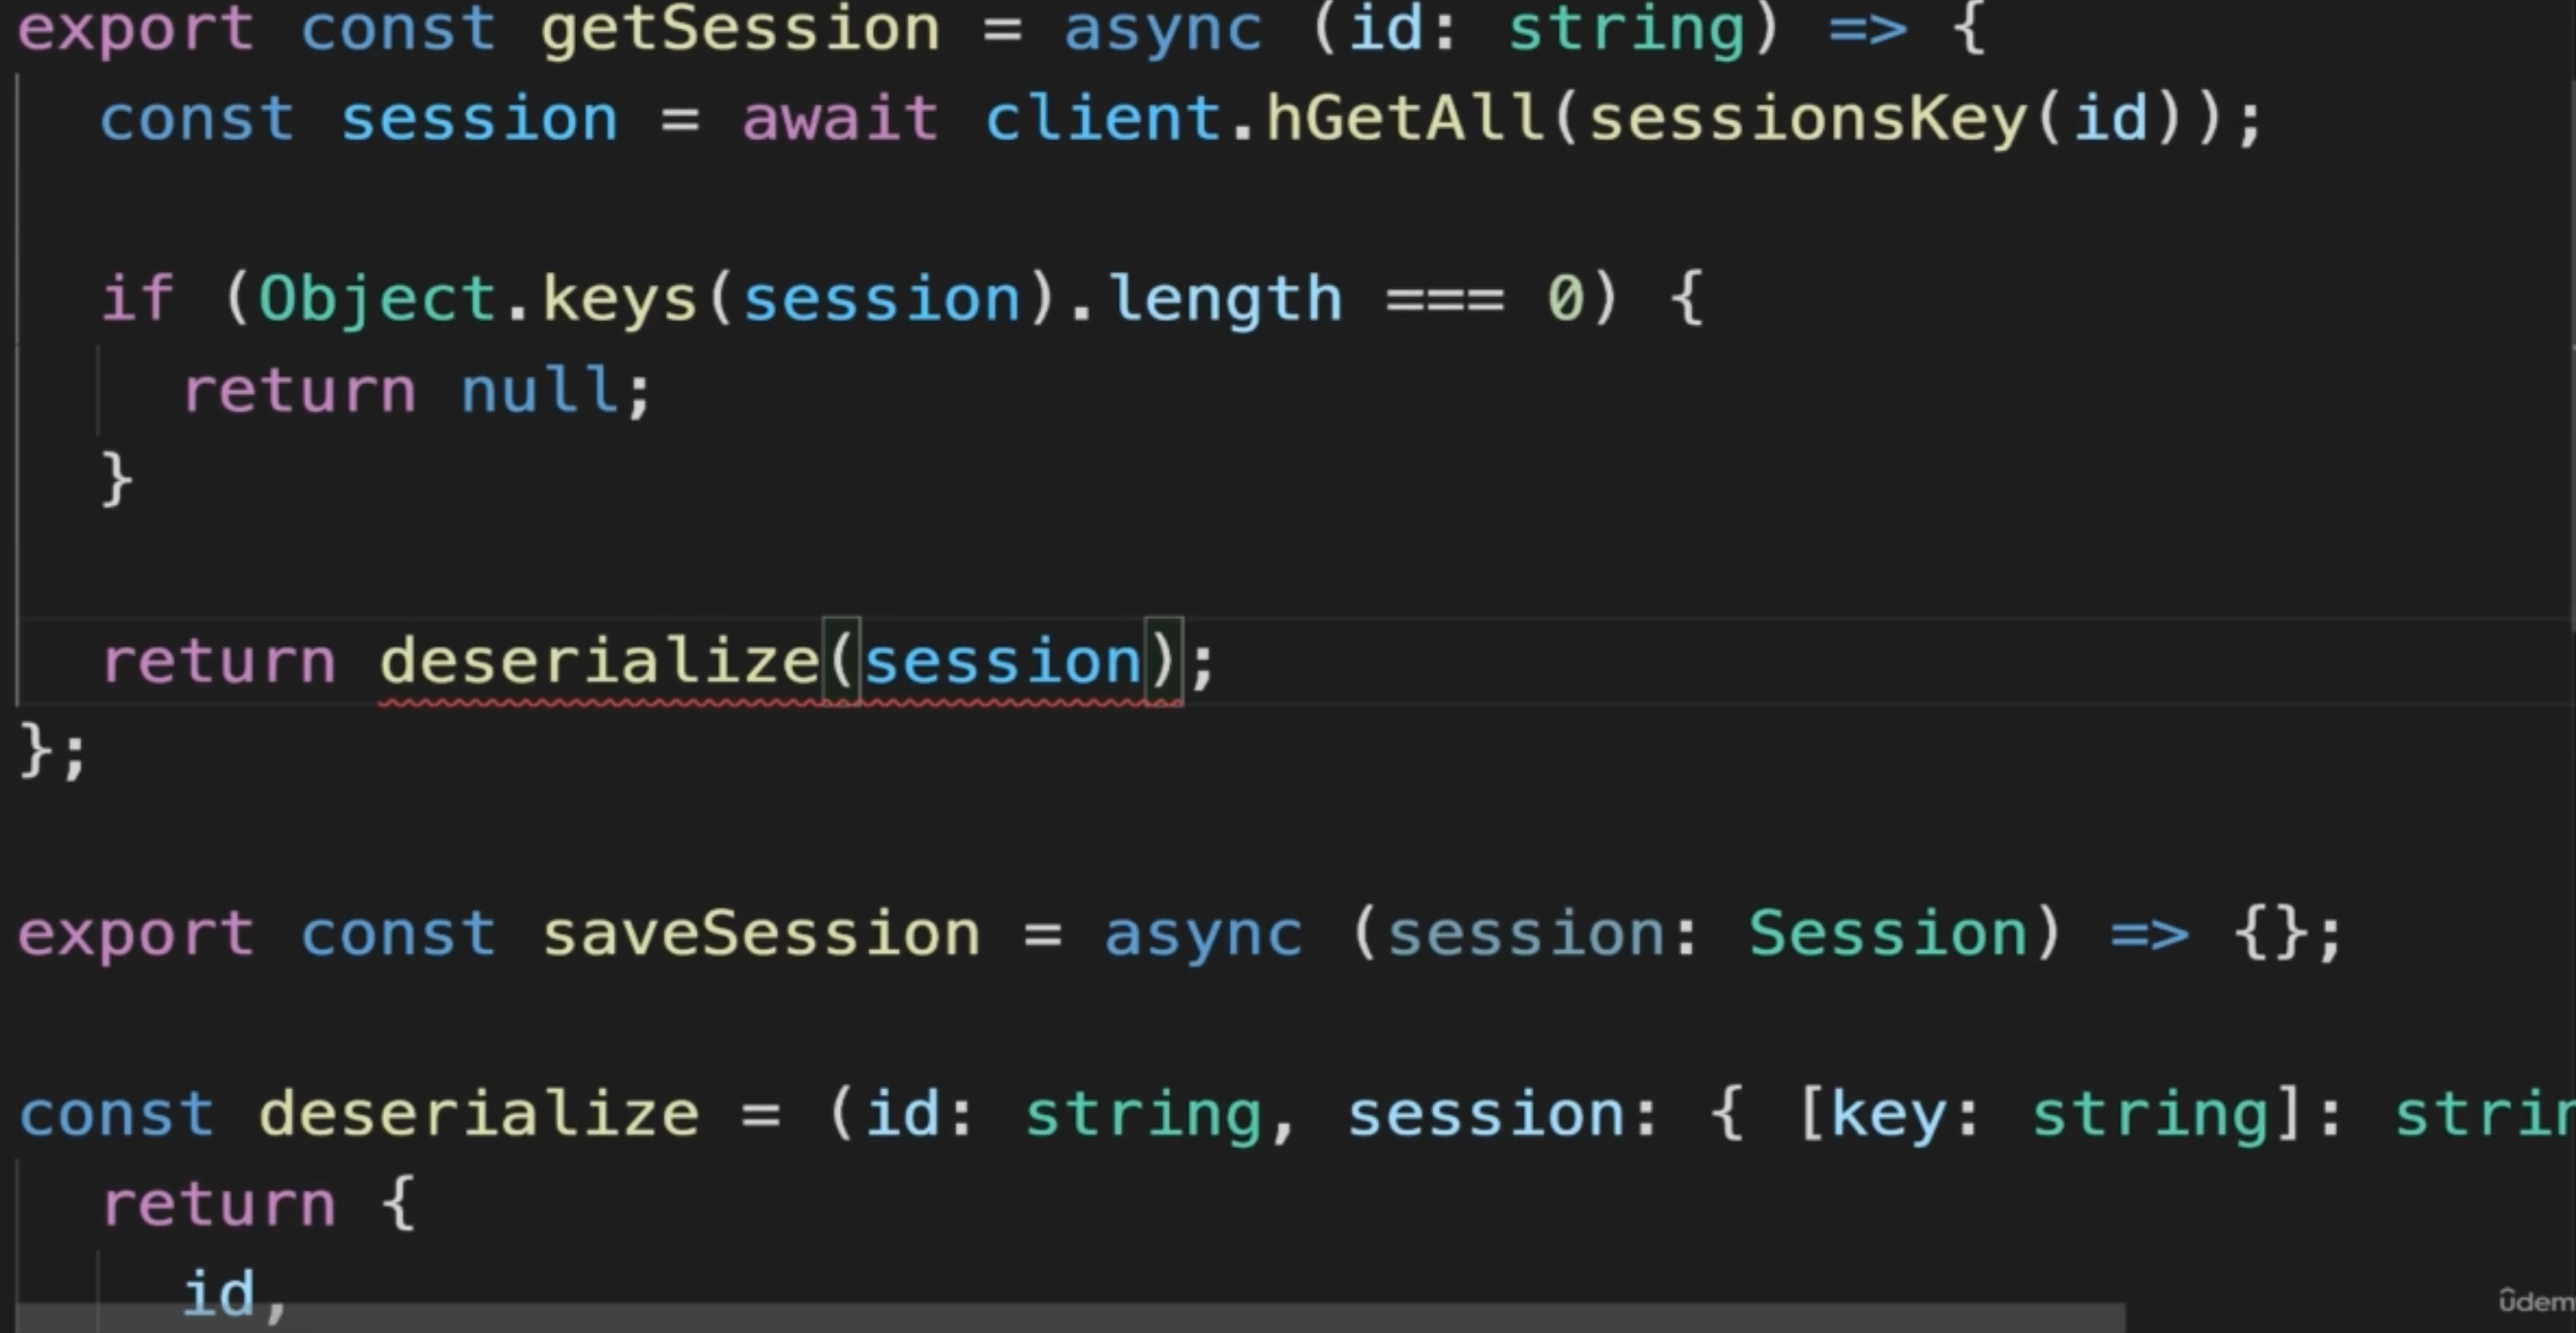 export const getSession = async (id: string) => {
  const session = await client.hGetAll(sessionsKey(id));
  if (Object.keys(session).length === 0) {
    return null;
  }
  return deserialize(session);
};
export const saveSession = async (session: Session) => {};
const deserialize = (id: string, session: { [key: string]: strin
  return {
    id,
ûdem